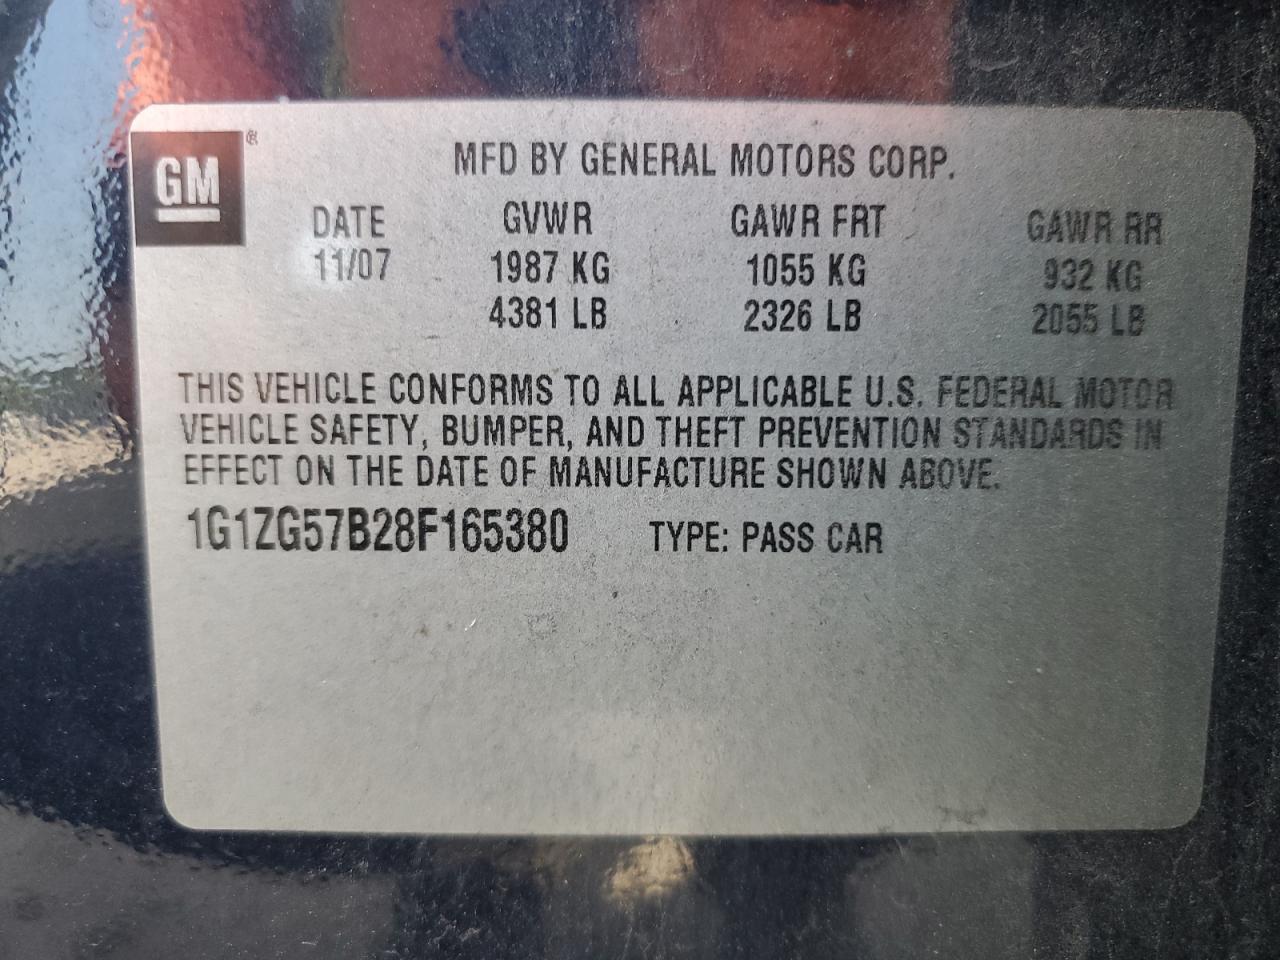 GM ®
MFD BY GENERAL MOTORS CORP.
DATE GVWR GAWR FRT GAWR RR
11/07 1987 KG 1055 KG 932 KG
4381 LB 2326 LB 2055 LB
THIS VEHICLE CONFORMS TO ALL APPLICABLE U.S. FEDERAL MOTOR
VEHICLE SAFETY, BUMPER, AND THEFT PREVENTION STANDARDS IN
EFFECT ON THE DATE OF MANUFACTURE SHOWN ABOVE.
1G1ZG57B28F165380 TYPE: PASS CAR